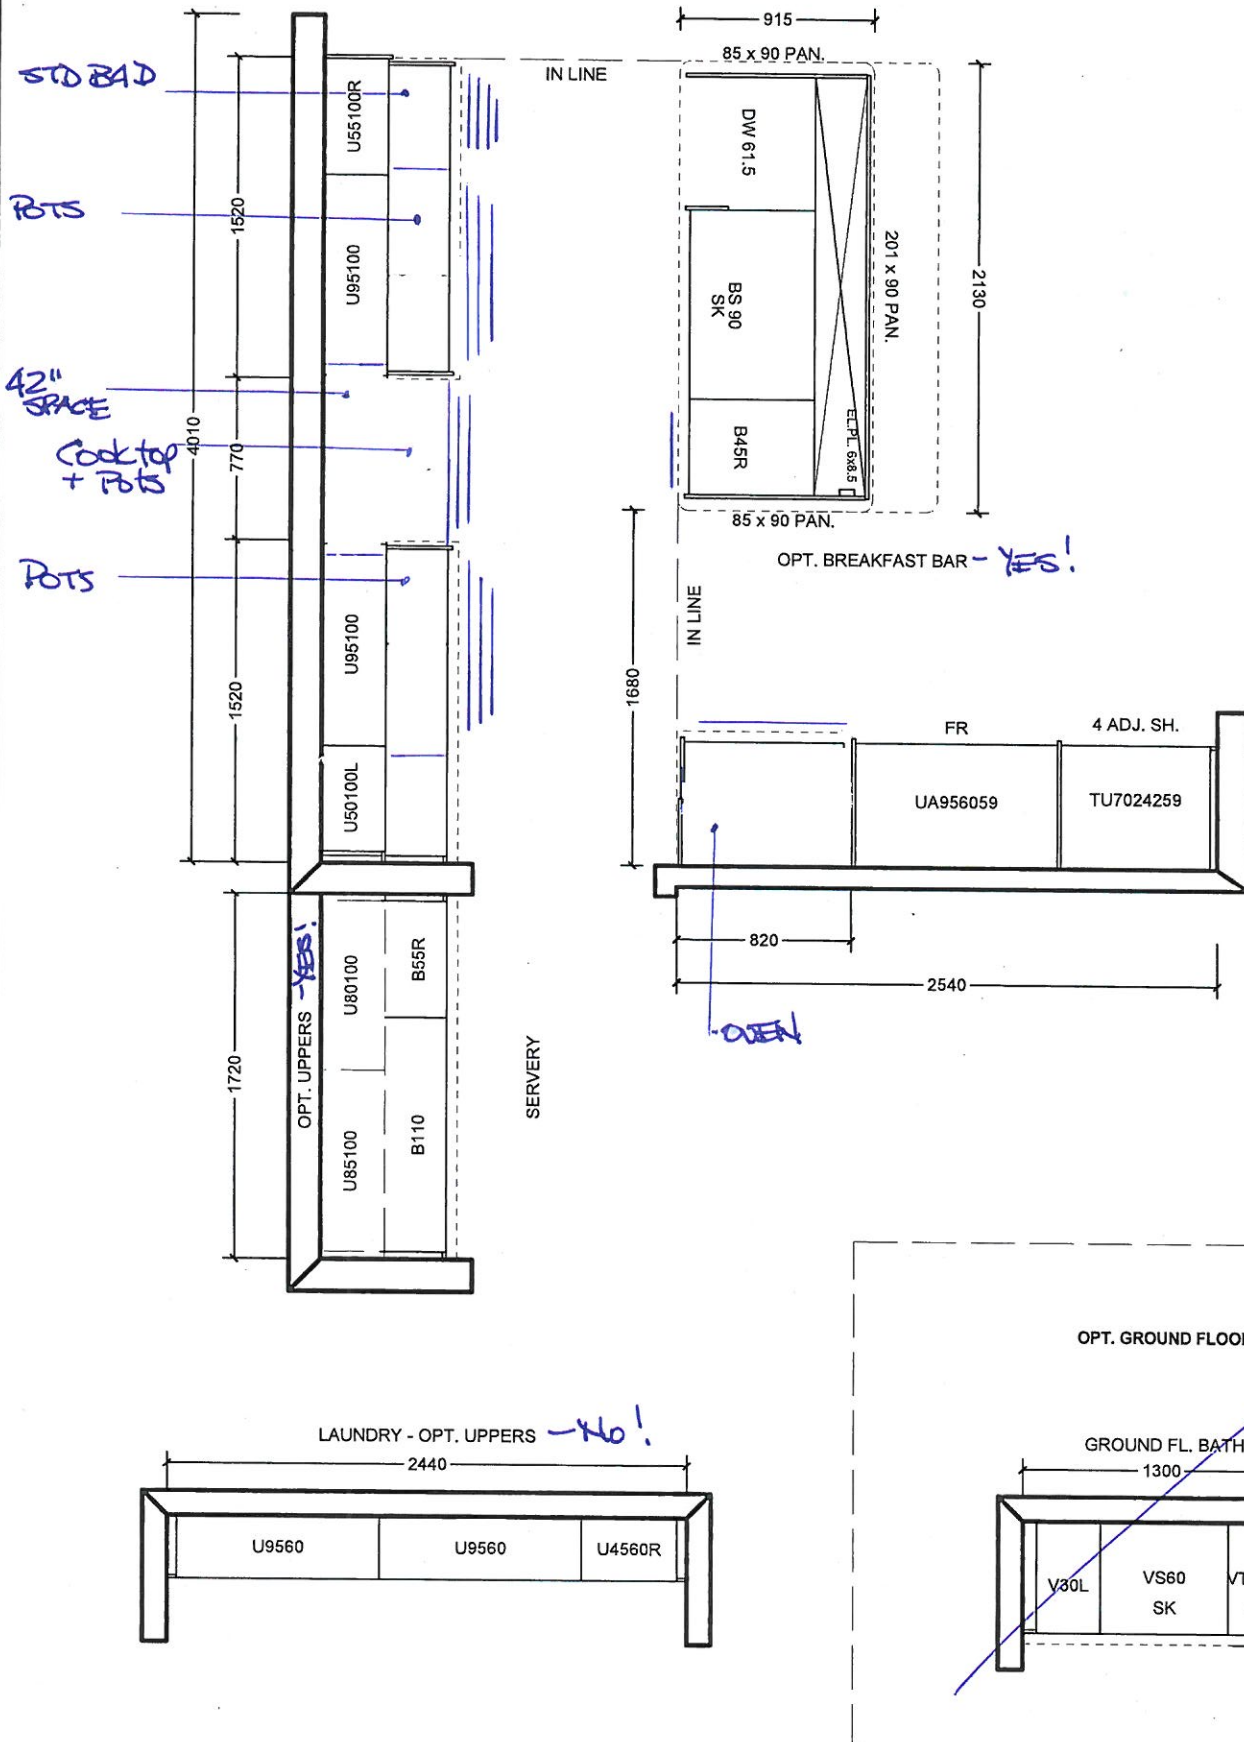 915
85 x 90 PAN.
STD BAD
IN LINE
U55100R
DW 61.5
POTS
1520
U95100
BS 90
SK
201 x 90 PAN.
2130
42"
SPACE
4010
770
Cooktop
+ Pots
B45R
EL.PL. 6x8.5
85 x 90 PAN.
OPT. BREAKFAST BAR - YES!
POTS
IN LINE
U95100
1520
1680
FR
4 ADJ. SH.
U50100L
UA956059
TU7024259
820
2540
OVEN
OPT. UPPERS - YES!
U80100
B55R
1720
U85100
B110
SERVERY
OPT. GROUND FLOO
LAUNDRY - OPT. UPPERS - No!
2440
U9560
U9560
U4560R
GROUND FL. BATH
1300
V30L
VS60
SK
VT